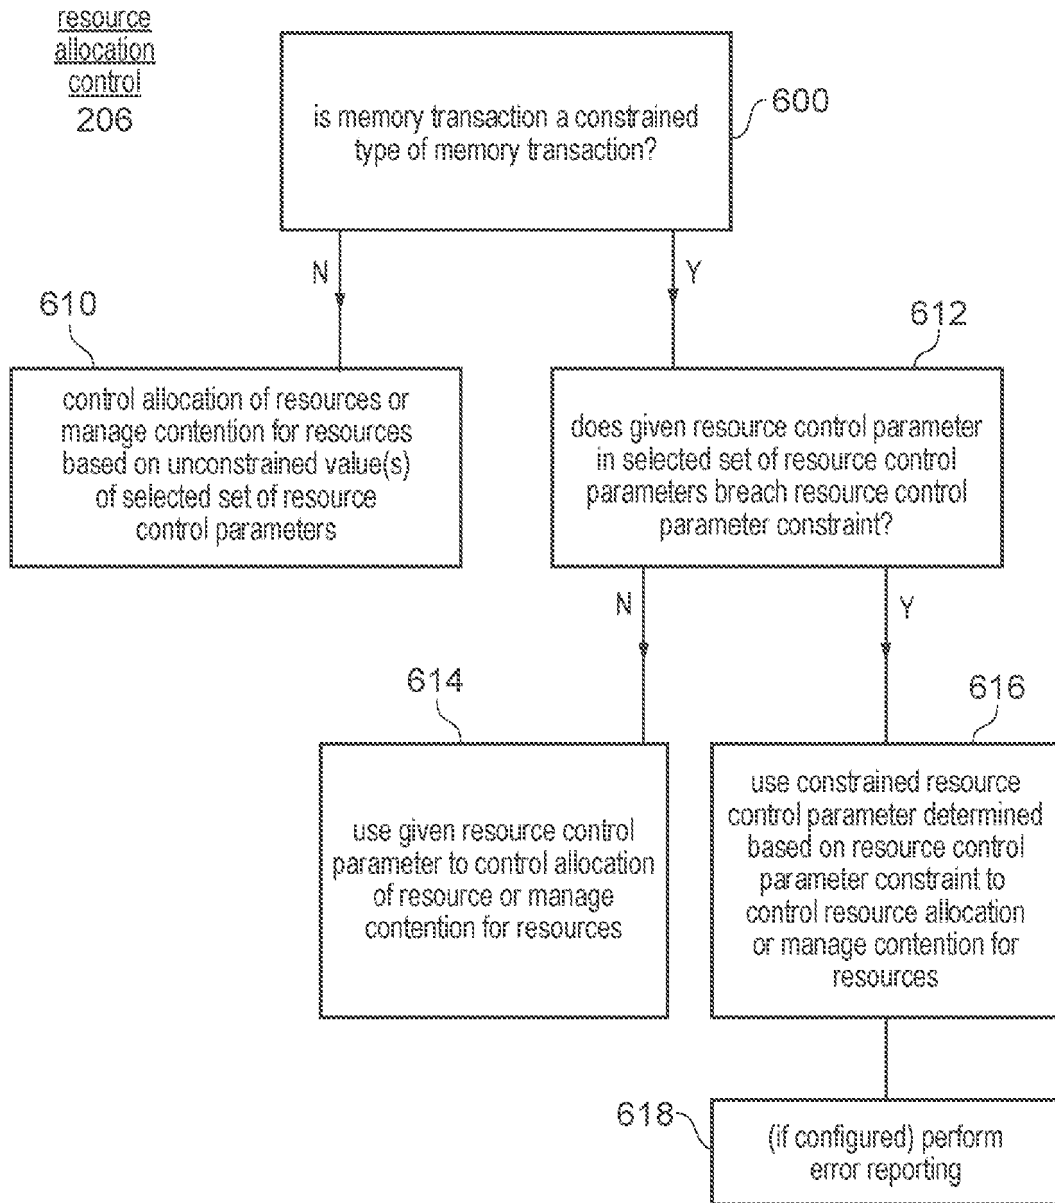 resource
allocation
control
206
is memory transaction a constrained
type of memory transaction?
600
N
Y
610
612
control allocation of resources or
manage contention for resources
based on unconstrained value(s)
of selected set of resource
control parameters
does given resource control parameter
in selected set of resource control
parameters breach resource control
parameter constraint?
N
Y
614
616
use given resource control
parameter to control allocation
of resource or manage
contention for resources
use constrained resource
control parameter determined
based on resource control
parameter constraint to
control resource allocation
or manage contention for
resources
618
(if configured) perform
error reporting